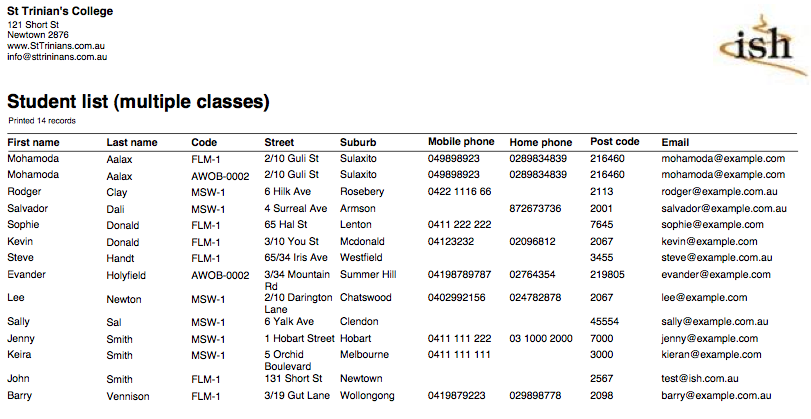 St Trinian's College
121 Short St
Newtown 2876
www.StTrinians.com.au
info@sttrininans.com.au
ish
Student list (multiple classes)
Printed 14 records
First name Last name Code Street Suburb Mobile phone Home phone Post code Email
Mohamoda Aalax FLM-1 2/10 Guli St Sulaxito 049898923 0289834839 216460 mohamoda@example.com
Mohamoda Aalax AWOB-0002 2/10 Guli St Sulaxito 049898923 0289834839 216460 mohamoda@example.com
Rodger Clay MSW-1 6 Hilk Ave Rosebery 0422 1116 66 2113 rodger@example.com.au
Salvador Dali MSW-1 4 Surreal Ave Armson 872673736 2001 salvador@example.com.au
Sophie Donald FLM-1 65 Hal St Lenton 0411 222 222 7645 sophie@example.com
Kevin Donald FLM-1 3/10 You St Mcdonald 04123232 02096812 2067 kevin@example.com
Steve Handt FLM-1 65/34 Iris Ave Westfield 3455 steve@example.com.au
Evander Holyfield AWOB-0002 3/34 Mountain Summer Hill 04198789787 02764354 219805 evander@example.com
Rd
Lee Newton MSW-1 2/10 Darington Chatswood 0402992156 024782878 2067 lee@example.com
Lane
Sally Sal MSW-1 6 Yalk Ave Clendon 45554 sally@example.com.au
Jenny Smith MSW-1 1 Hobart Street Hobart 0411 111 222 03 1000 2000 7000 jenny@example.com
Keira Smith MSW-1 5 Orchid Melbourne 0411 111 111 3000 kieran@example.com
Boulevard
John Smith FLM-1 131 Short St Newtown 2567 test@ish.com.au
Barry Vennison FLM-1 3/19 Gut Lane Wollongong 0419879223 029898778 2098 barry@example.com.au